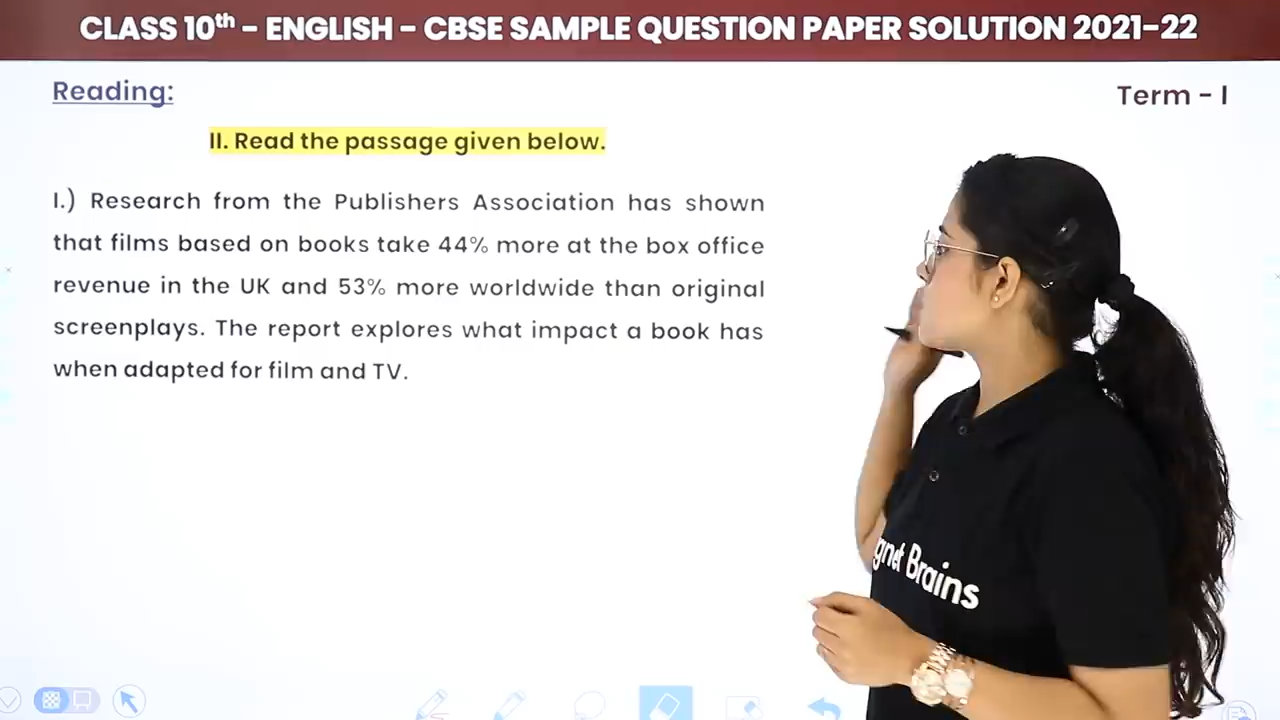 CLASS 10th – ENGLISH – CBSE SAMPLE QUESTION PAPER SOLUTION 2021–22
Reading:
Term – I
II. Read the passage given below.
I.) Research from the Publishers Association has shown
that films based on books take 44% more at the box office
revenue in the UK and 53% more worldwide than original
screenplays. The report explores what impact a book has
when adapted for film and TV.
gnet Brains